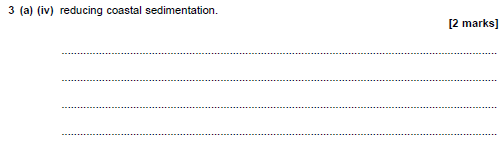 3 (a) (iv) reducing coastal sedimentation.
[2 marks]